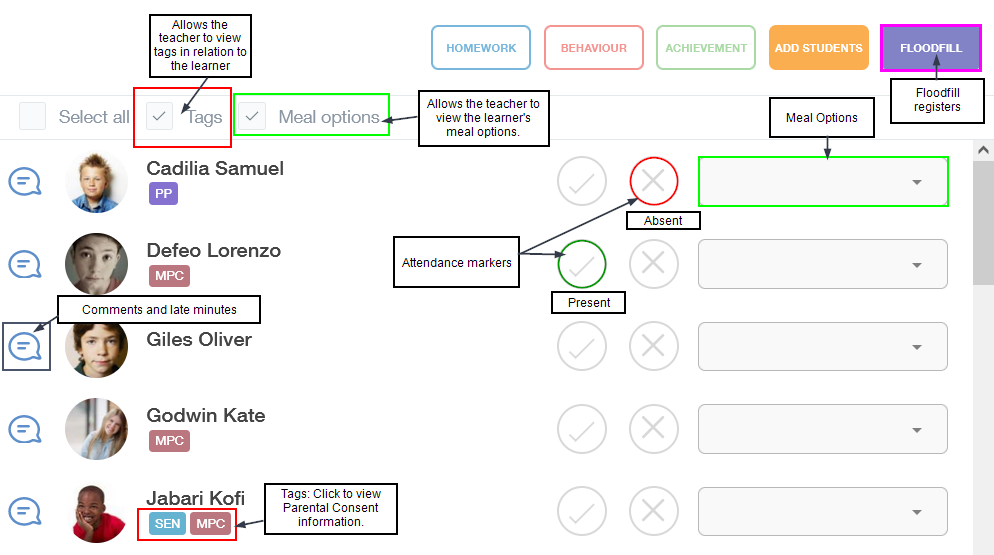 Allows the
teacher to view
tags in relation to
the learner
HOMEWORK
BEHAVIOUR
ACHIEVEMENT
ADD STUDENTS
FLOODFILL
Floodfill
registers
Select all
Tags
Meal options
Allows the teacher to
view the learner's
meal options.
Meal Options
Cadilia Samuel
PP
Absent
Defeo Lorenzo
MPC
Attendance markers
Present
Comments and late minutes
Giles Oliver
Godwin Kate
MPC
Jabari Kofi
SEN MPC
Tags: Click to view
Parental Consent
information.